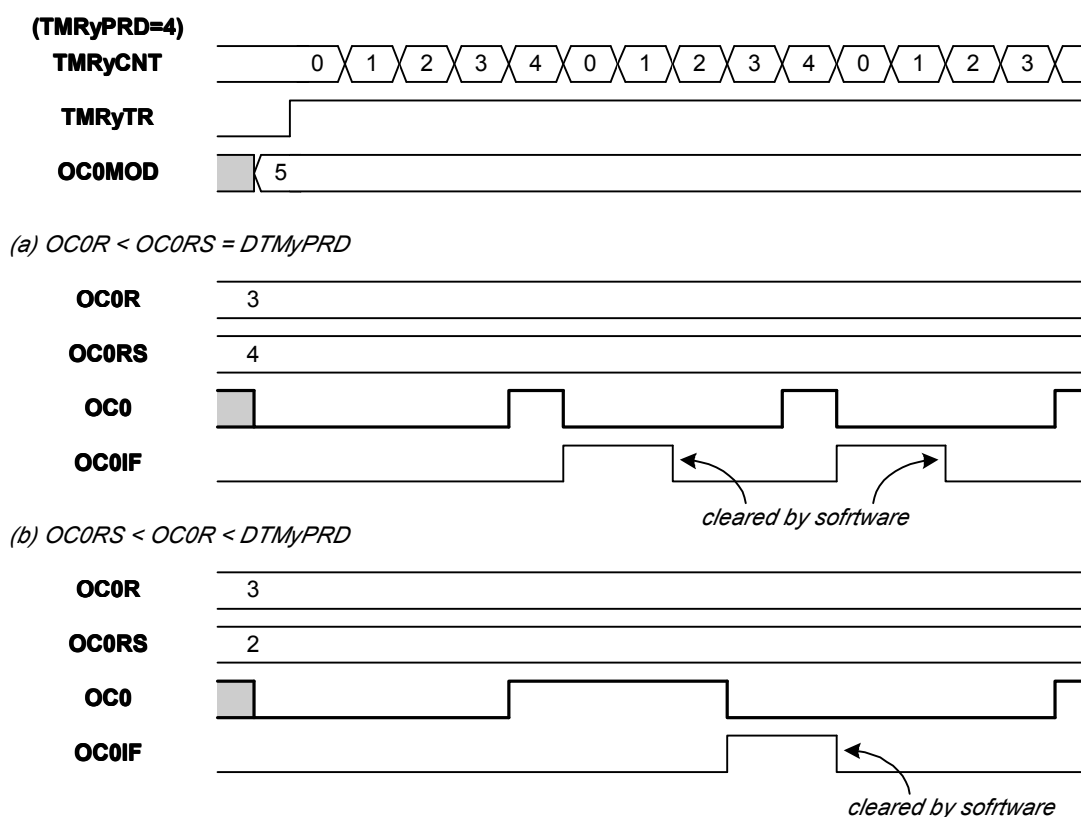 (TMRyPRD=4)
TMRyCNT 0 1 2 3 4 0 1 2 3 4 0 1 2 3
TMRyTR
OC0MOD 5
(a) OC0R < OC0RS = DTMyPRD
OC0R 3
OC0RS 4
OC0
OC0IF
cleared by sofrtware
(b) OC0RS < OC0R < DTMyPRD
OC0R 3
OC0RS 2
OC0
OC0IF
cleared by sofrtware